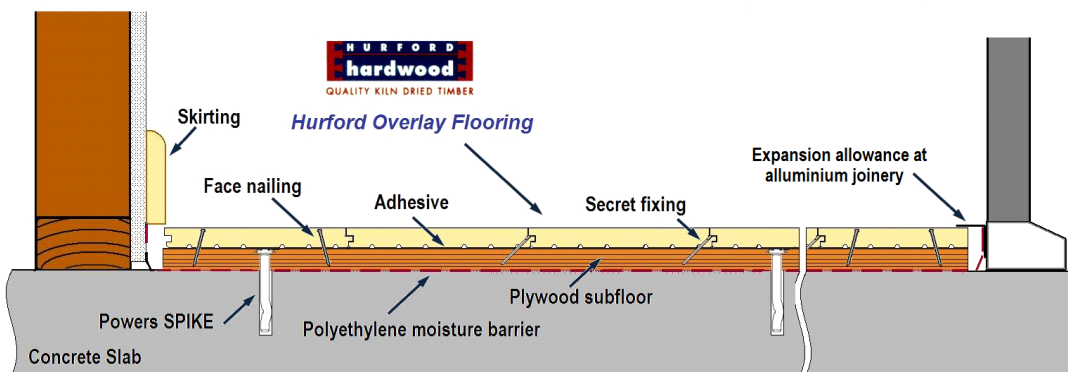 HURFORD
hardwood
QUALITY KILN DRIED TIMBER
Hurford Overlay Flooring
Skirting
Face nailing
Adhesive
Secret fixing
Expansion allowance at
alluminium joinery
Plywood subfloor
Powers SPIKE
Polyethylene moisture barrier
Concrete Slab